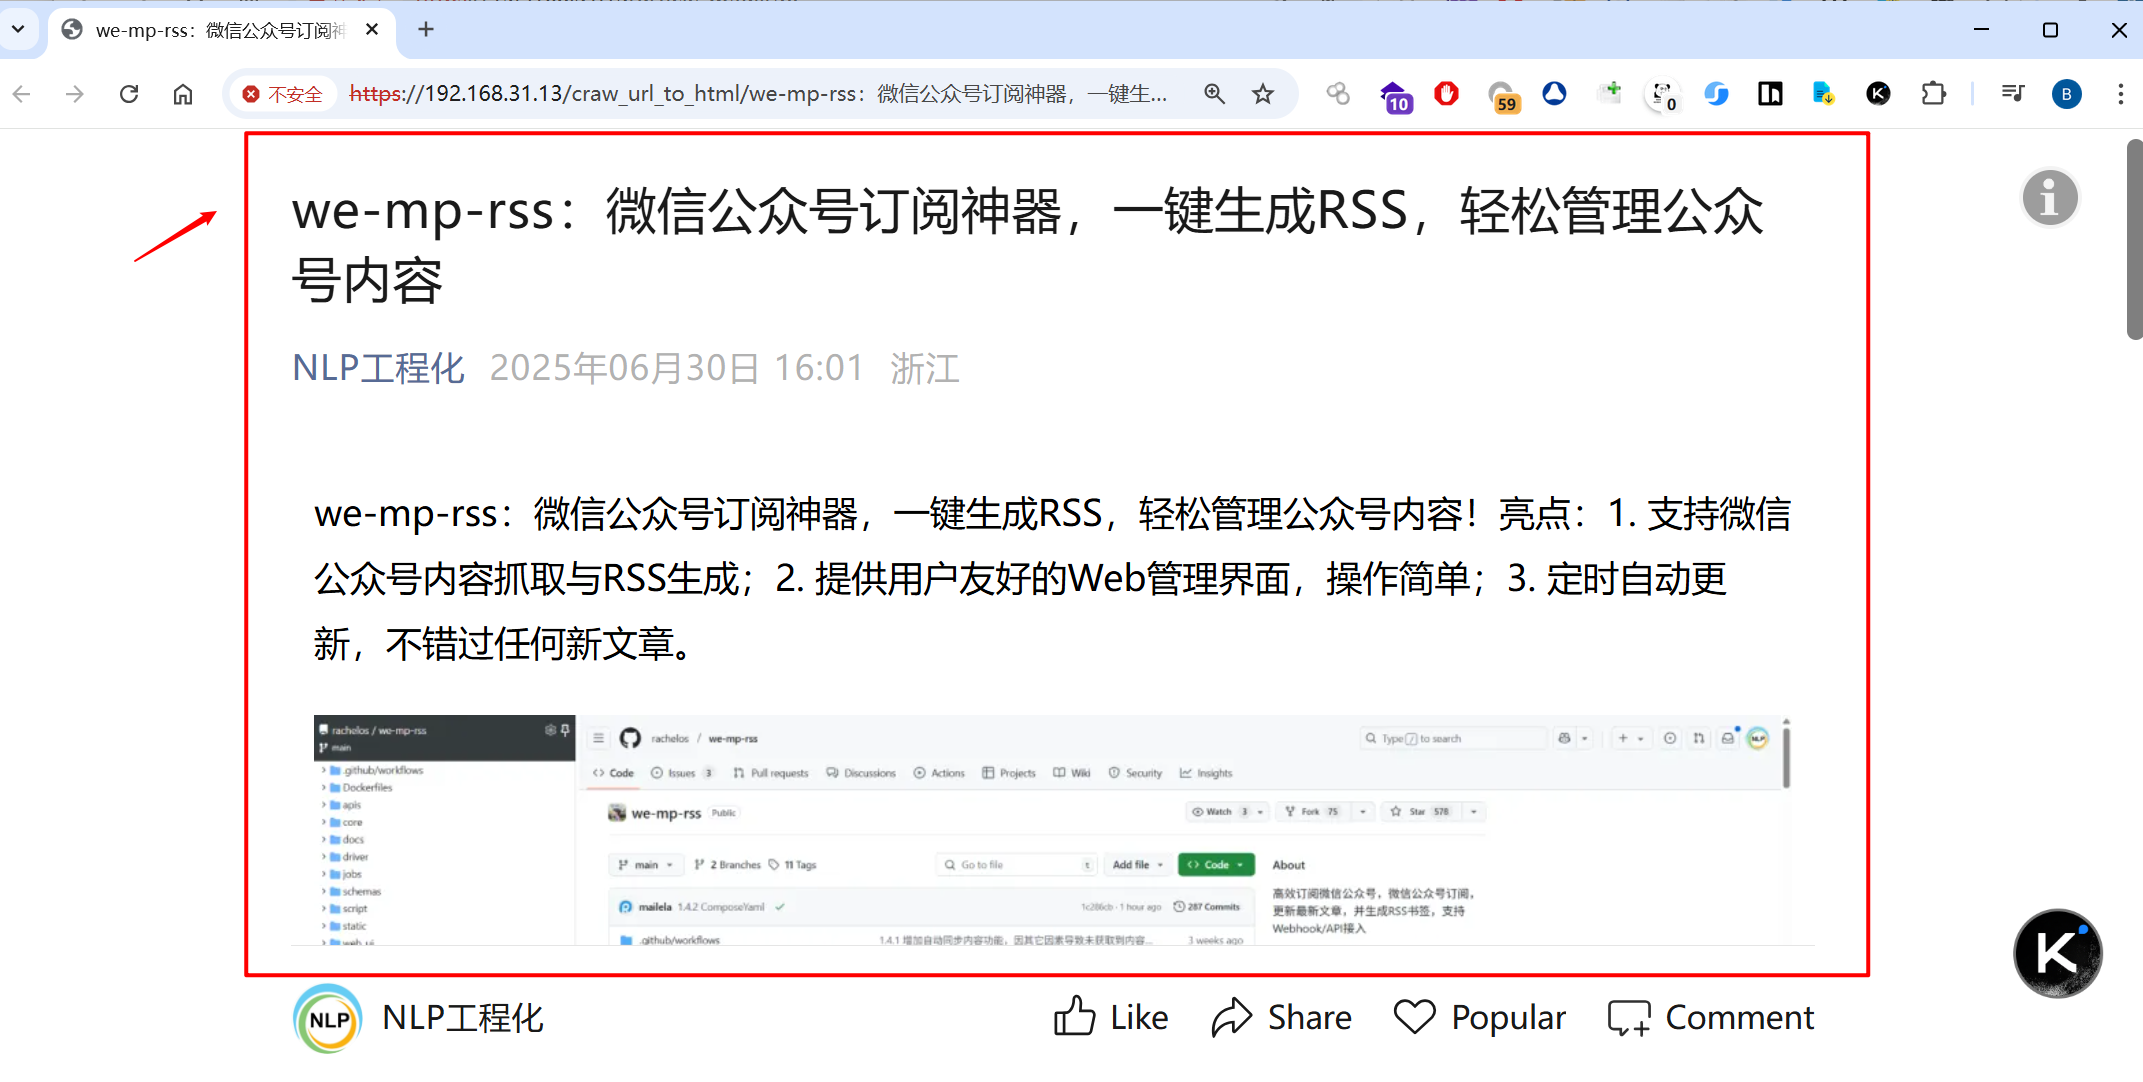 we-mp-rss：微信公众号订阅神
不安全
https://192.168.31.13/craw_url_to_html/we-mp-rss：微信公众号订阅神器，一键生...
10
59
0
B
we-mp-rss：微信公众号订阅神器，一键生成RSS，轻松管理公众
号内容
NLP工程化 2025年06月30日 16:01 浙江
we-mp-rss：微信公众号订阅神器，一键生成RSS，轻松管理公众号内容！亮点：1. 支持微信
公众号内容抓取与RSS生成；2. 提供用户友好的Web管理界面，操作简单；3. 定时自动更
新，不错过任何新文章。
rachelos / we-mp-rss
main
.github/workflows
Dockerfiles
apis
core
docs
driver
jobs
schemas
script
static
web_ui
rachelos / we-mp-rss
Type / to search
Code Issues 3 Pull requests Discussions Actions Projects Wiki Security Insights
we-mp-rss Public
Watch 3 Fork 75 Star 578
main 2 Branches 11 Tags Go to file t Add file Code
About
高效订阅微信公众号，微信公众号订阅，
更新最新文章，并生成RSS书签，支持
Webhook/API接入
mailela 1.4.2 ComposeYaml 1c286cb · 1 hour ago 287 Commits
.github/workflows 1.4.1 增加自动同步内容功能，因其它因素导致未获取到内容... 3 weeks ago
K
NLP
NLP工程化
Like Share Popular Comment